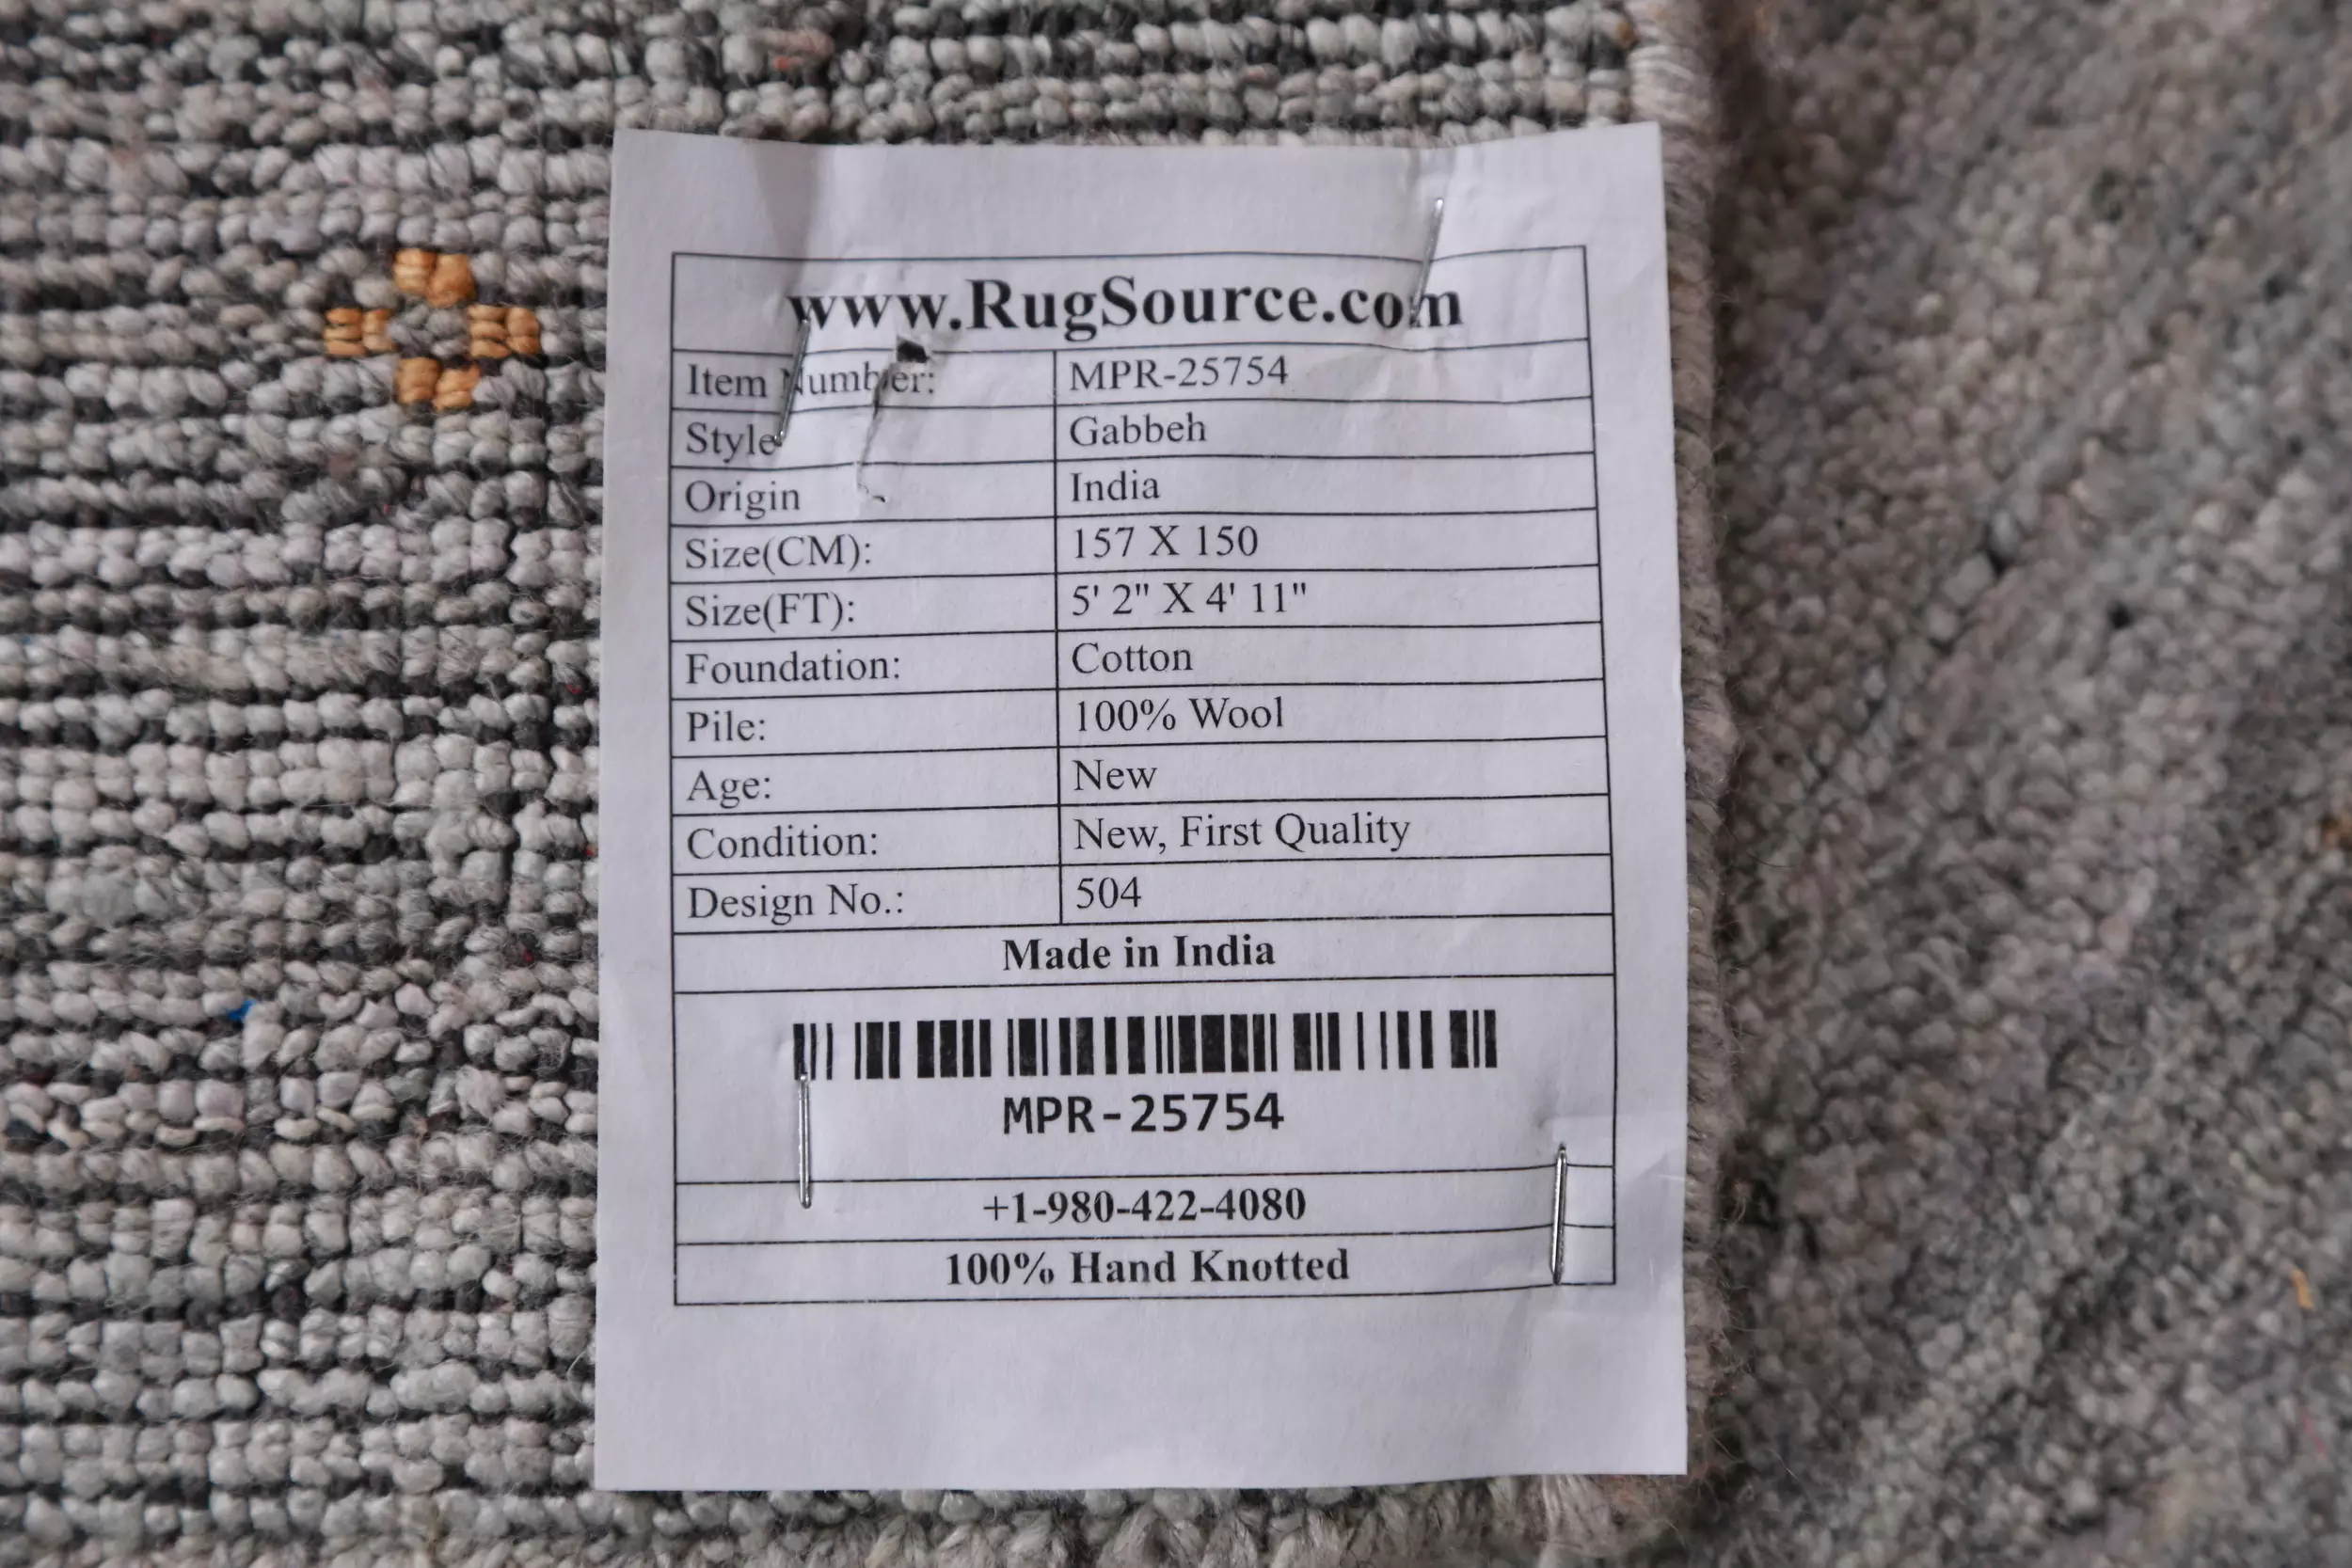 www.RugSource.com
Item Number: MPR-25754
Style Gabbeh
Origin India
Size(CM): 157 X 150
Size(FT): 5' 2" X 4' 11"
Foundation: Cotton
Pile: 100% Wool
Age: New
Condition: New, First Quality
Design No.: 504
Made in India
MPR-25754
+1-980-422-4080
100% Hand Knotted